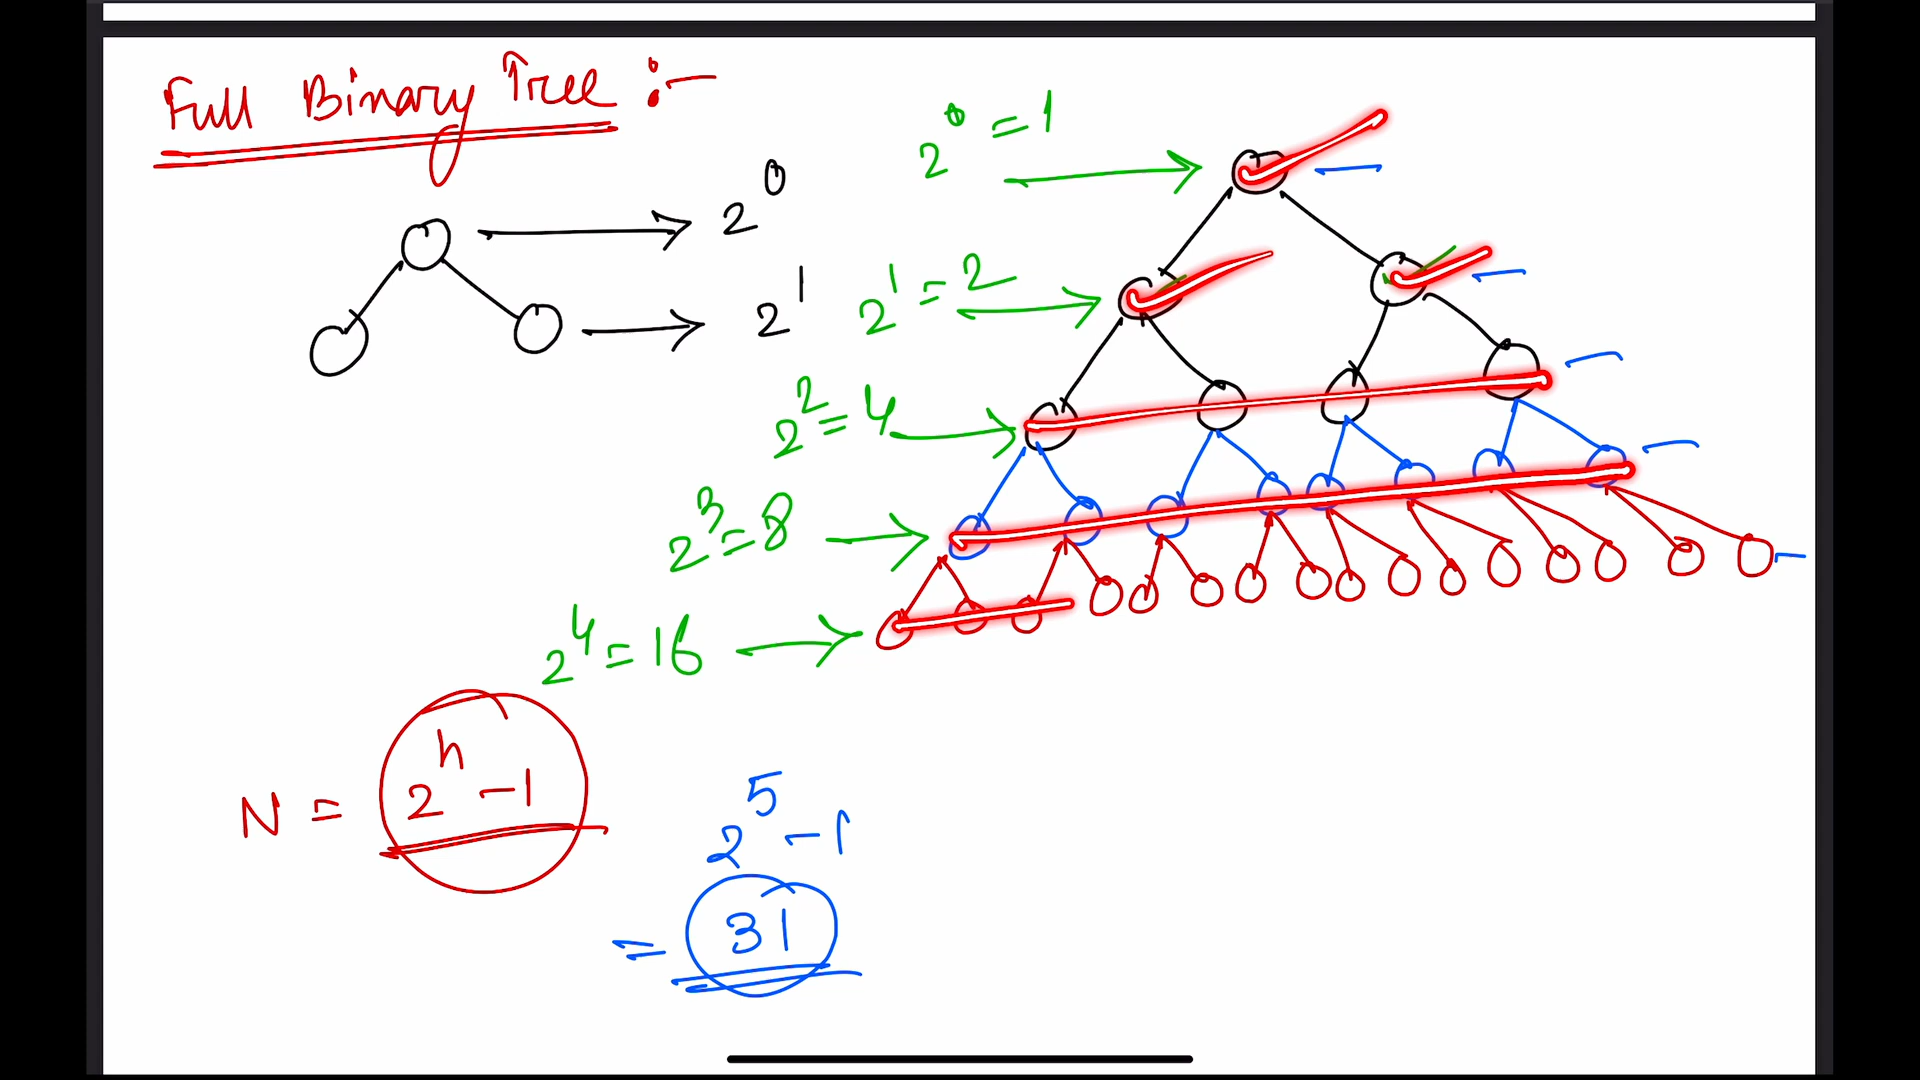 Full Binary Tree :-
2^0
2^1
2^0 = 1
2^1 = 2
2^2 = 4
2^3 = 8
2^4 = 16
N = 2^h - 1
2^5 - 1
= 31